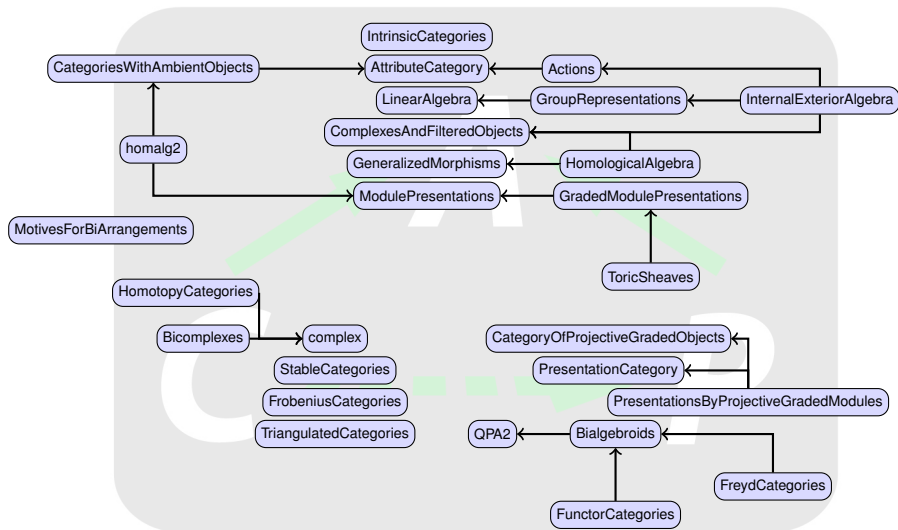 IntrinsicCategories
CategoriesWithAmbientObjects
AttributeCategory
Actions
LinearAlgebra
GroupRepresentations
InternalExteriorAlgebra
ComplexesAndFilteredObjects
homalg2
GeneralizedMorphisms
HomologicalAlgebra
ModulePresentations
GradedModulePresentations
A
MotivesForBiArrangements
ToricSheaves
HomotopyCategories
Bicomplexes
complex
CategoryOfProjectiveGradedObjects
StableCategories
PresentationCategory
C
P
FrobeniusCategories
PresentationsByProjectiveGradedModules
TriangulatedCategories
QPA2
Bialgebroids
FreydCategories
FunctorCategories